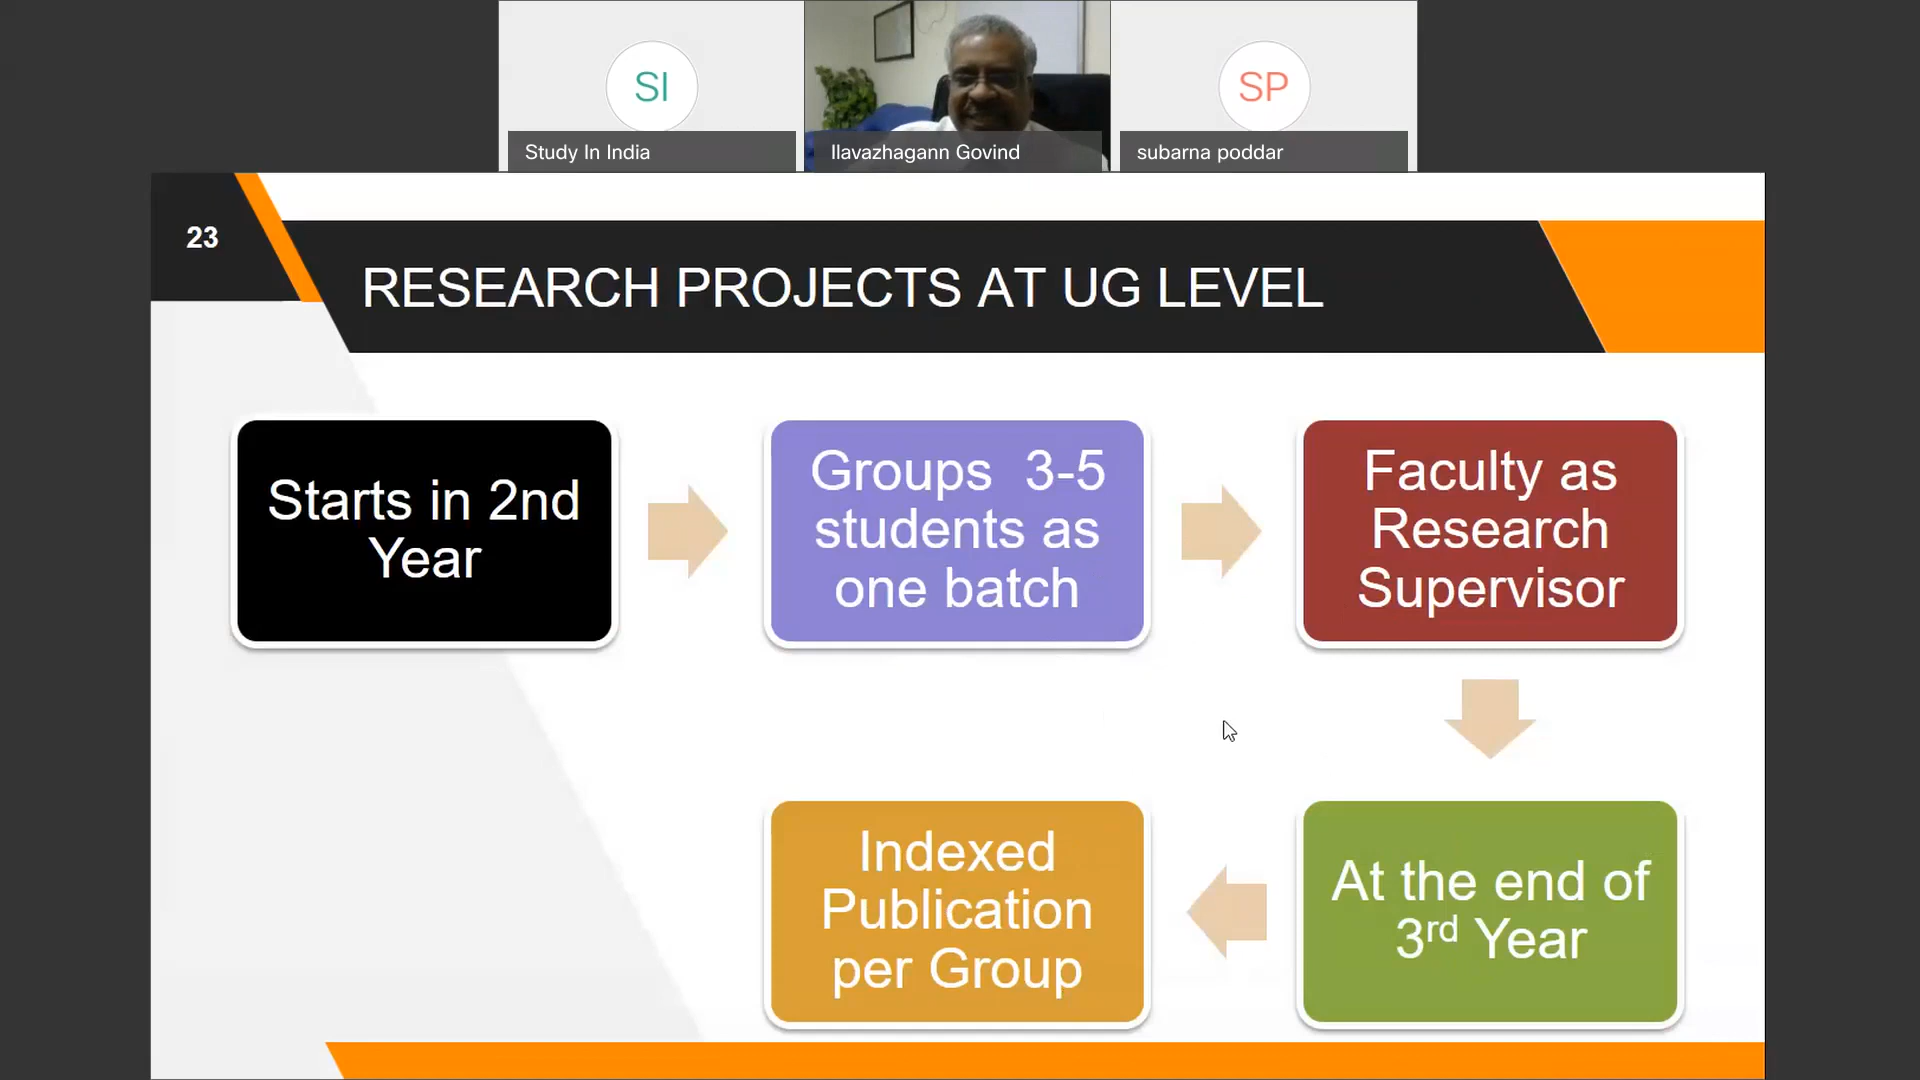 SI
SP
Study In India
Ilavazhagann Govind
subarna poddar
23
RESEARCH PROJECTS AT UG LEVEL
Starts in 2nd
Year
Groups  3-5
students as
one batch
Faculty as
Research
Supervisor
At the end of
3rd Year
Indexed
Publication
per Group